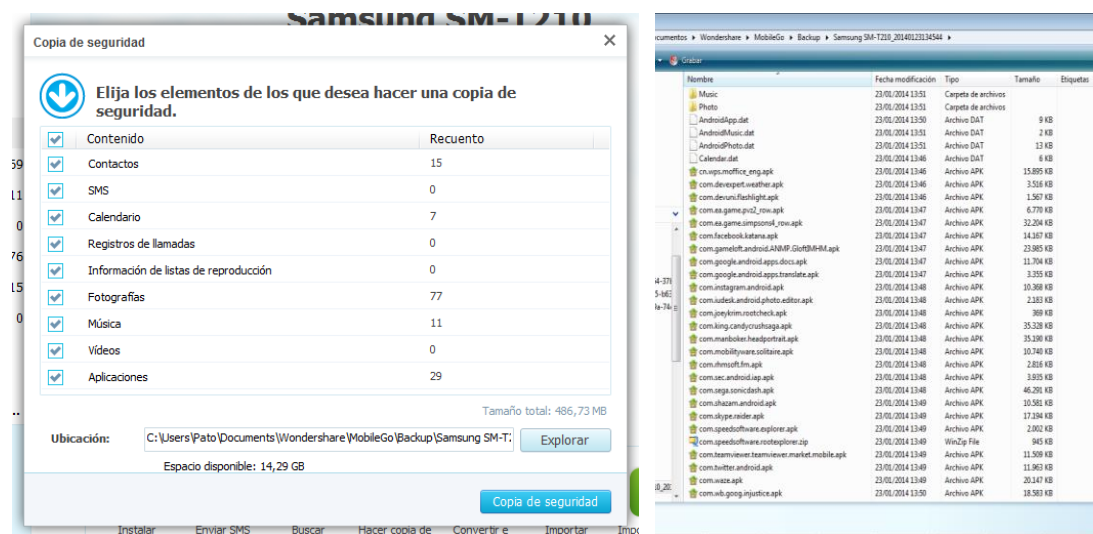 Samsung SM-T210
Copia de seguridad
Elija los elementos de los que desea hacer una copia de
seguridad.
Contenido Recuento
Contactos 15
SMS 0
Calendario 7
Registros de llamadas 0
Información de listas de reproducción 0
Fotografías 77
Música 11
Vídeos 0
Aplicaciones 29
Tamaño total: 486,73 MB
Ubicación: C:\Users\Pato\Documents\Wondershare\MobileGo\Backup\Samsung SM-T: Explorar
Espacio disponible: 14,29 GB
Copia de seguridad
Instalar Enviar SMS Buscar Hacer copia de Convertir e Importar
cumentos ▸ Wondershare ▸ MobileGo ▸ Backup ▸ Samsung SM-T210_20140123134544 ▸
Grabar
Nombre Fecha modificación Tipo Tamaño Etiquetas
Music 23/01/2014 13:51 Carpeta de archivos
Photo 23/01/2014 13:51 Carpeta de archivos
AndroidApp.dat 23/01/2014 13:50 Archivo DAT 9 KB
AndroidMusic.dat 23/01/2014 13:51 Archivo DAT 2 KB
AndroidPhoto.dat 23/01/2014 13:51 Archivo DAT 13 KB
Calendar.dat 23/01/2014 13:46 Archivo DAT 6 KB
cn.wps.moffice_eng.apk 23/01/2014 13:46 Archivo APK 15.895 KB
com.devexpert.weather.apk 23/01/2014 13:46 Archivo APK 3.516 KB
com.devuni.flashlight.apk 23/01/2014 13:46 Archivo APK 1.567 KB
com.ea.game.pvz2_row.apk 23/01/2014 13:47 Archivo APK 6.770 KB
com.ea.game.simpsons4_row.apk 23/01/2014 13:47 Archivo APK 32.204 KB
com.facebook.katana.apk 23/01/2014 13:47 Archivo APK 14.167 KB
com.gameloft.android.ANMP.GloftIMHM.apk 23/01/2014 13:47 Archivo APK 23.985 KB
com.google.android.apps.docs.apk 23/01/2014 13:47 Archivo APK 11.704 KB
com.google.android.apps.translate.apk 23/01/2014 13:47 Archivo APK 3.355 KB
com.instagram.android.apk 23/01/2014 13:48 Archivo APK 10.368 KB
com.iudesk.android.photo.editor.apk 23/01/2014 13:48 Archivo APK 2.183 KB
com.joeykrim.rootcheck.apk 23/01/2014 13:48 Archivo APK 369 KB
com.king.candycrushsaga.apk 23/01/2014 13:48 Archivo APK 35.328 KB
com.manboker.headportrait.apk 23/01/2014 13:48 Archivo APK 35.190 KB
com.mobilityware.solitaire.apk 23/01/2014 13:48 Archivo APK 10.740 KB
com.rhmsoft.fm.apk 23/01/2014 13:48 Archivo APK 2.816 KB
com.sec.android.iap.apk 23/01/2014 13:48 Archivo APK 3.935 KB
com.sega.sonicdash.apk 23/01/2014 13:48 Archivo APK 46.291 KB
com.shazam.android.apk 23/01/2014 13:49 Archivo APK 10.581 KB
com.skype.raider.apk 23/01/2014 13:49 Archivo APK 17.194 KB
com.speedsoftware.explorer.apk 23/01/2014 13:49 Archivo APK 2.002 KB
com.speedsoftware.rootexplorer.zip 23/01/2014 13:49 WinZip File 945 KB
com.teamviewer.teamviewer.market.mobile.apk 23/01/2014 13:49 Archivo APK 11.509 KB
com.twitter.android.apk 23/01/2014 13:49 Archivo APK 11.963 KB
com.waze.apk 23/01/2014 13:49 Archivo APK 20.147 KB
com.wb.goog.injustice.apk 23/01/2014 13:50 Archivo APK 18.583 KB